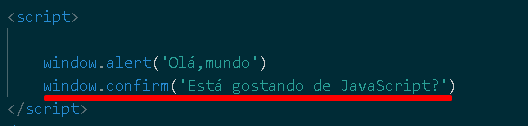 <script>
window.alert('Olá,mundo')
window.confirm('Está gostando de JavaScript?')
</script>